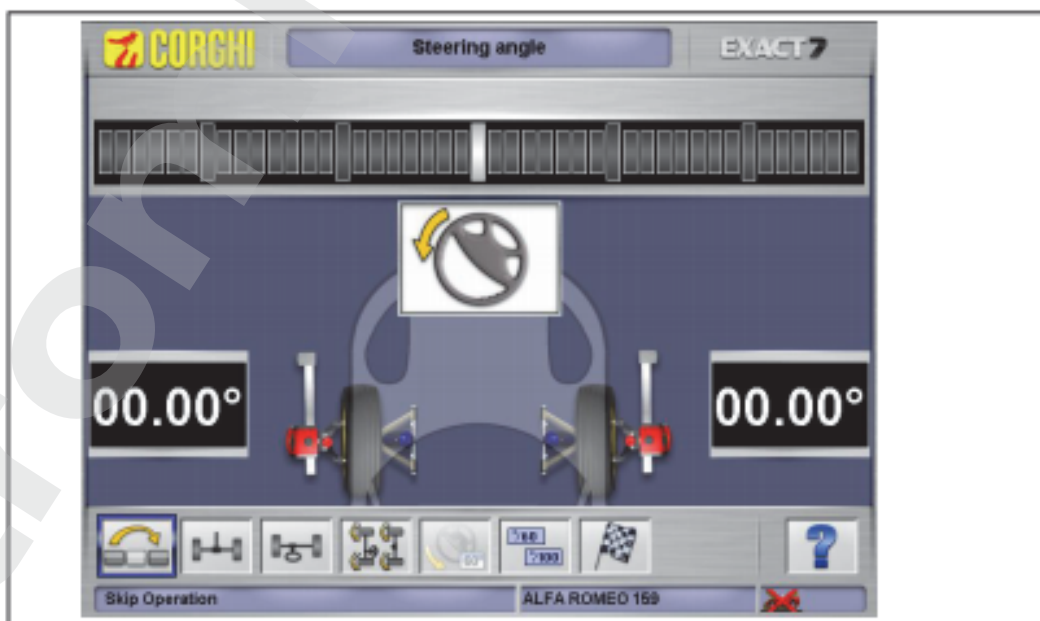 CORGHI
Steering angle
EXACT7
00.00°
00.00°
Skip Operation
ALFA ROMEO 159